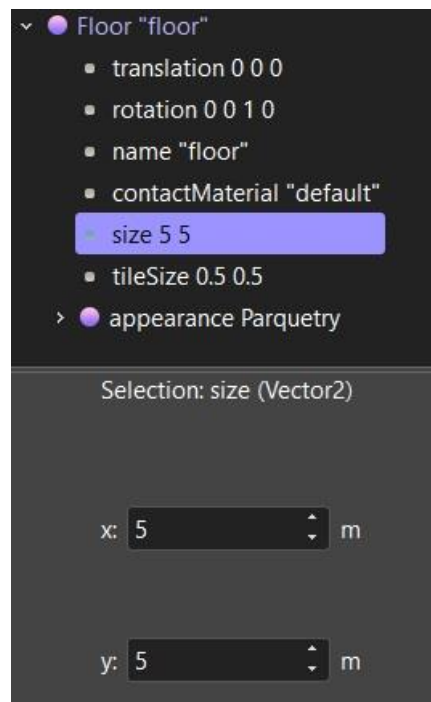 Floor "floor"
translation 0 0 0
rotation 0 0 1 0
name "floor"
contactMaterial "default"
size 5 5
tileSize 0.5 0.5
appearance Parquetry
Selection: size (Vector2)
x: 5 m
y: 5 m